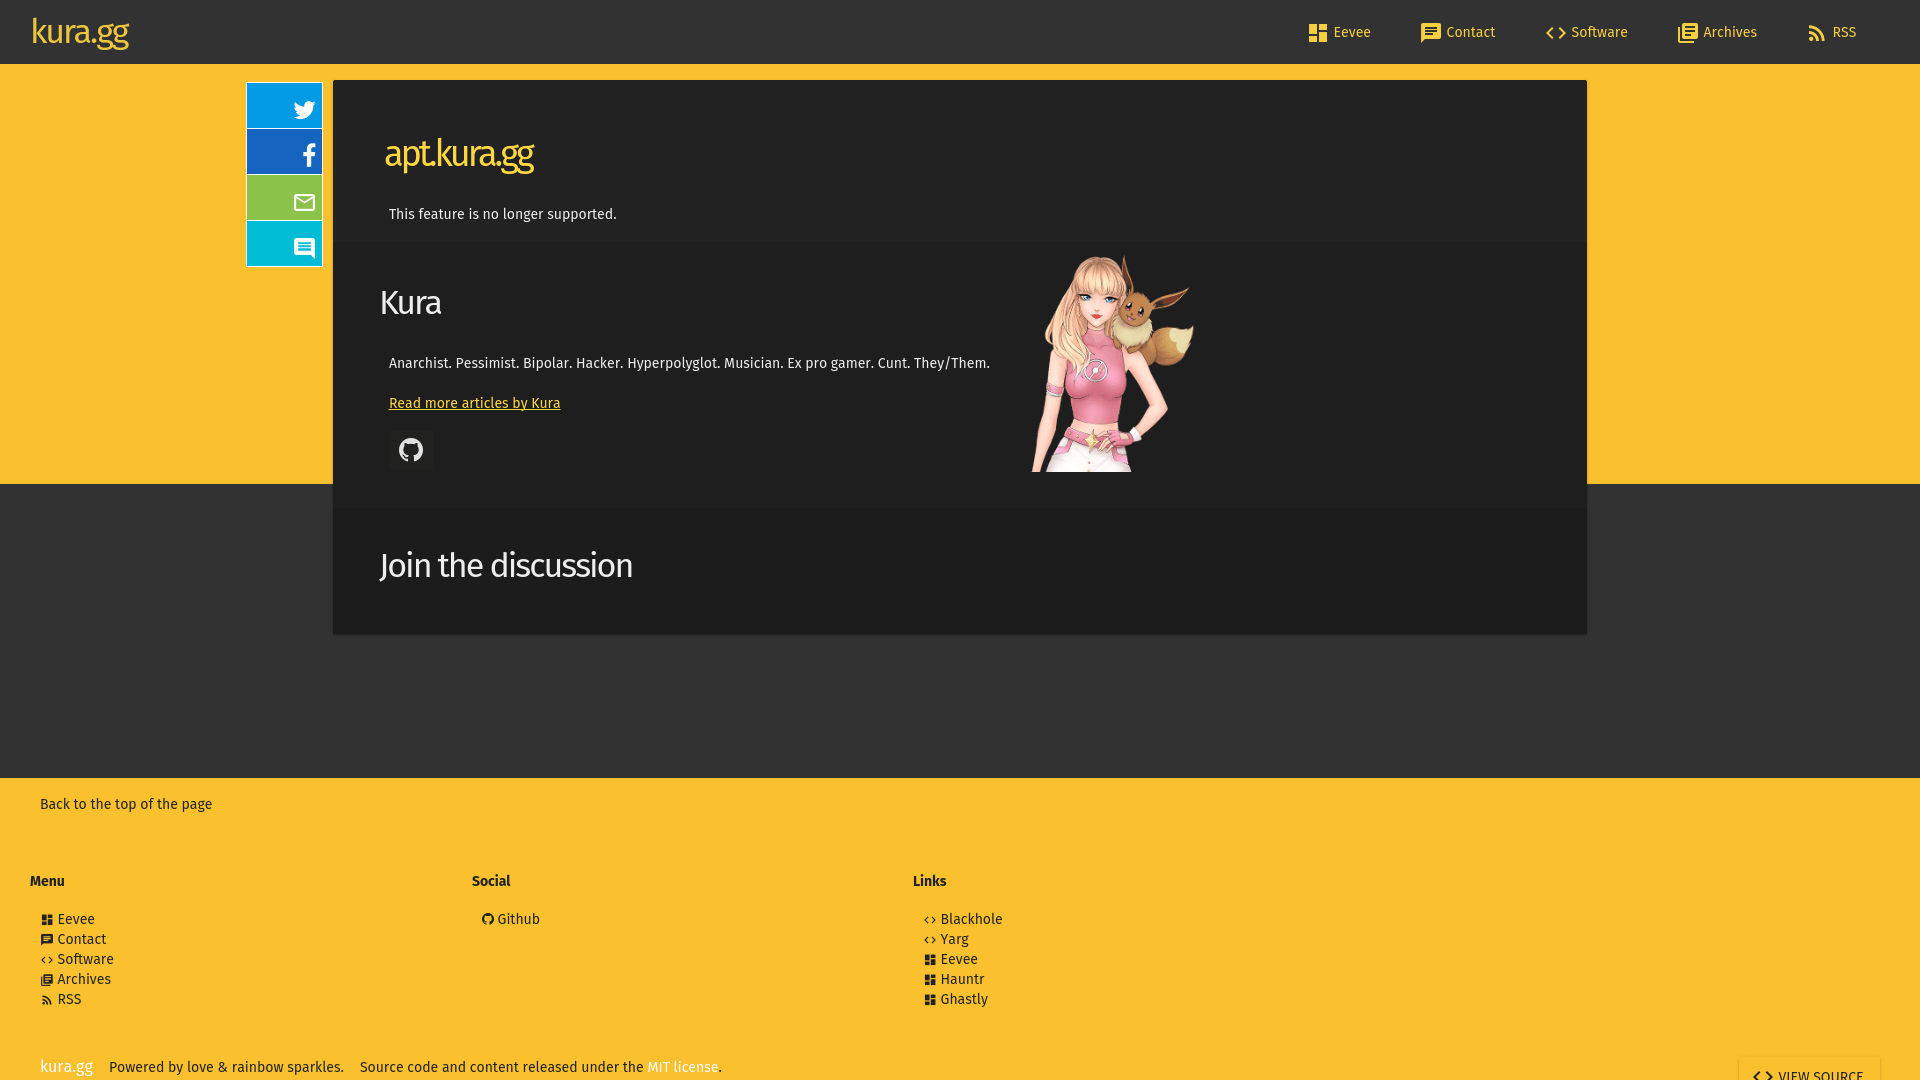 kura.gg
Eevee
Contact
Software
Archives
RSS
apt.kura.gg
This feature is no longer supported.
Kura
Anarchist. Pessimist. Bipolar. Hacker. Hyperpolyglot. Musician. Ex pro gamer. Cunt. They/Them.
Read more articles by Kura
Join the discussion
Back to the top of the page
Menu
Eevee
Contact
Software
Archives
RSS
Social
Github
Links
Blackhole
Yarg
Eevee
Hauntr
Ghastly
kura.gg Powered by love & rainbow sparkles. Source code and content released under the MIT license.
VIEW SOURCE